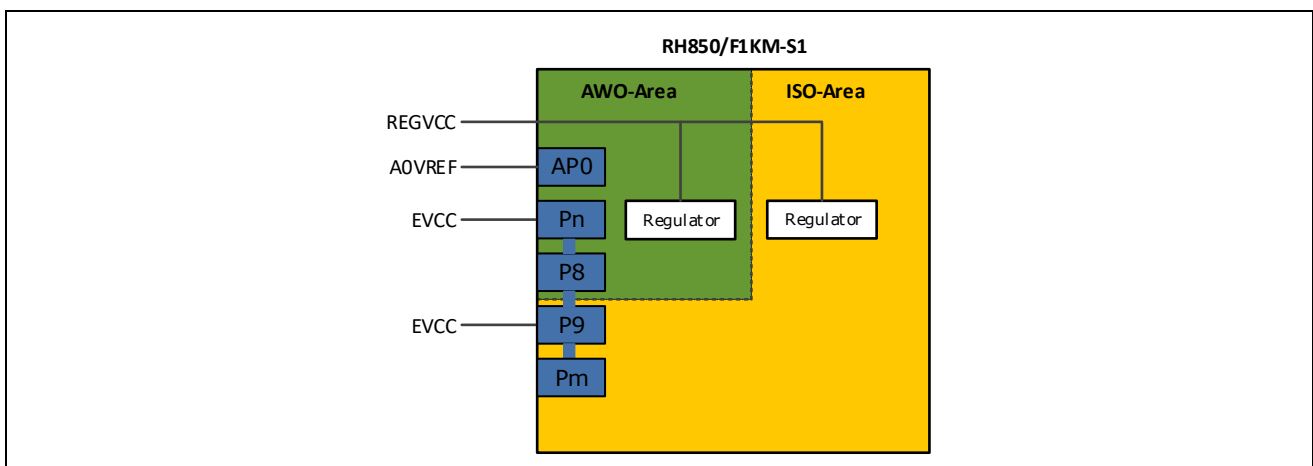 RH850/F1KM-S1
AWO-Area
ISO-Area
REGVCC
A0VREF
AP0
EVCC
Pn
Regulator
Regulator
P8
EVCC
P9
Pm